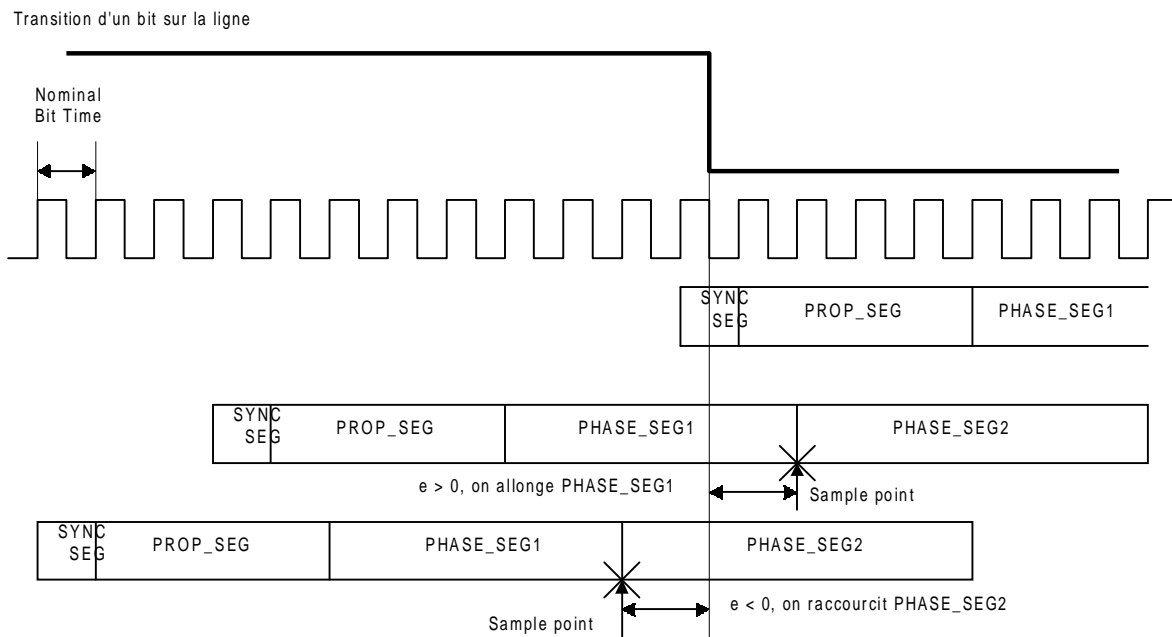 Transition d'un bit sur la ligne
Nominal
Bit Time
SYNC
SEG
PROP_SEG
PHASE_SEG1
SYNC
SEG
PROP_SEG
PHASE_SEG1
PHASE_SEG2
e > 0, on allonge PHASE_SEG1
Sample point
SYNC
SEG
PROP_SEG
PHASE_SEG1
PHASE_SEG2
e < 0, on raccourcit PHASE_SEG2
Sample point